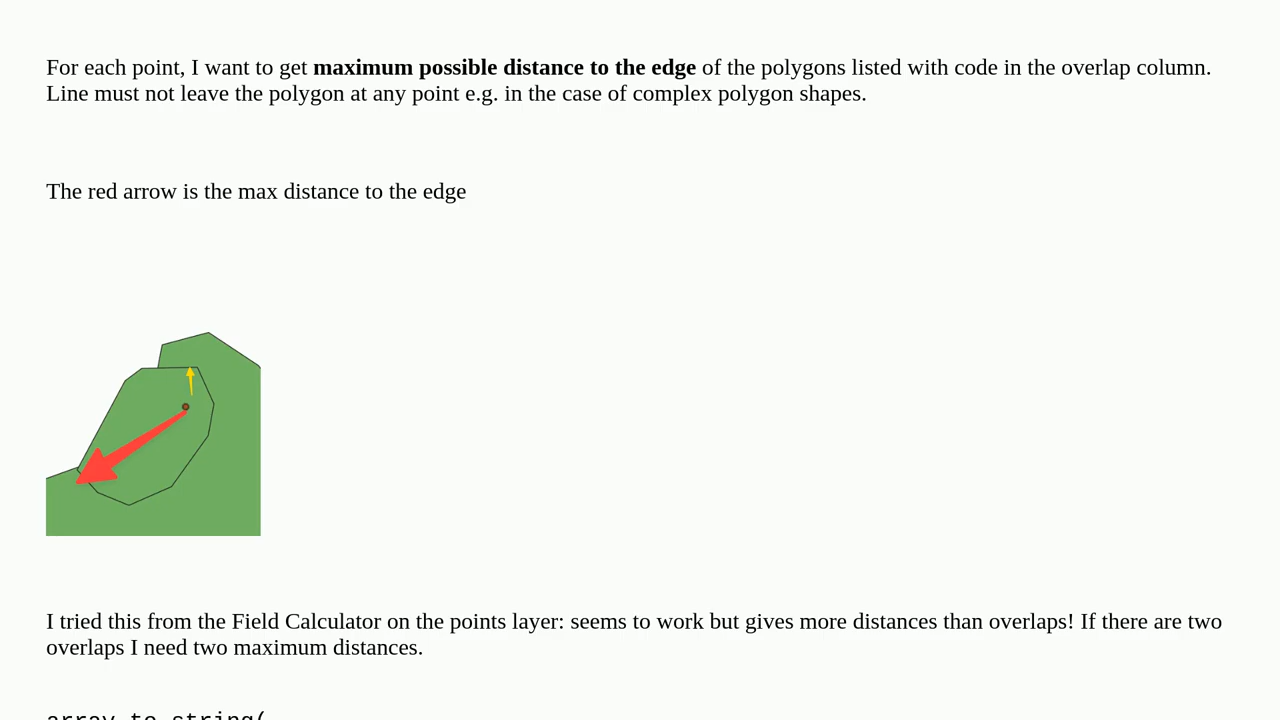 For each point, I want to get maximum possible distance to the edge of the polygons listed with code in the overlap column.
Line must not leave the polygon at any point e.g. in the case of complex polygon shapes.
The red arrow is the max distance to the edge
I tried this from the Field Calculator on the points layer: seems to work but gives more distances than overlaps! If there are two
overlaps I need two maximum distances.
array_to_string(